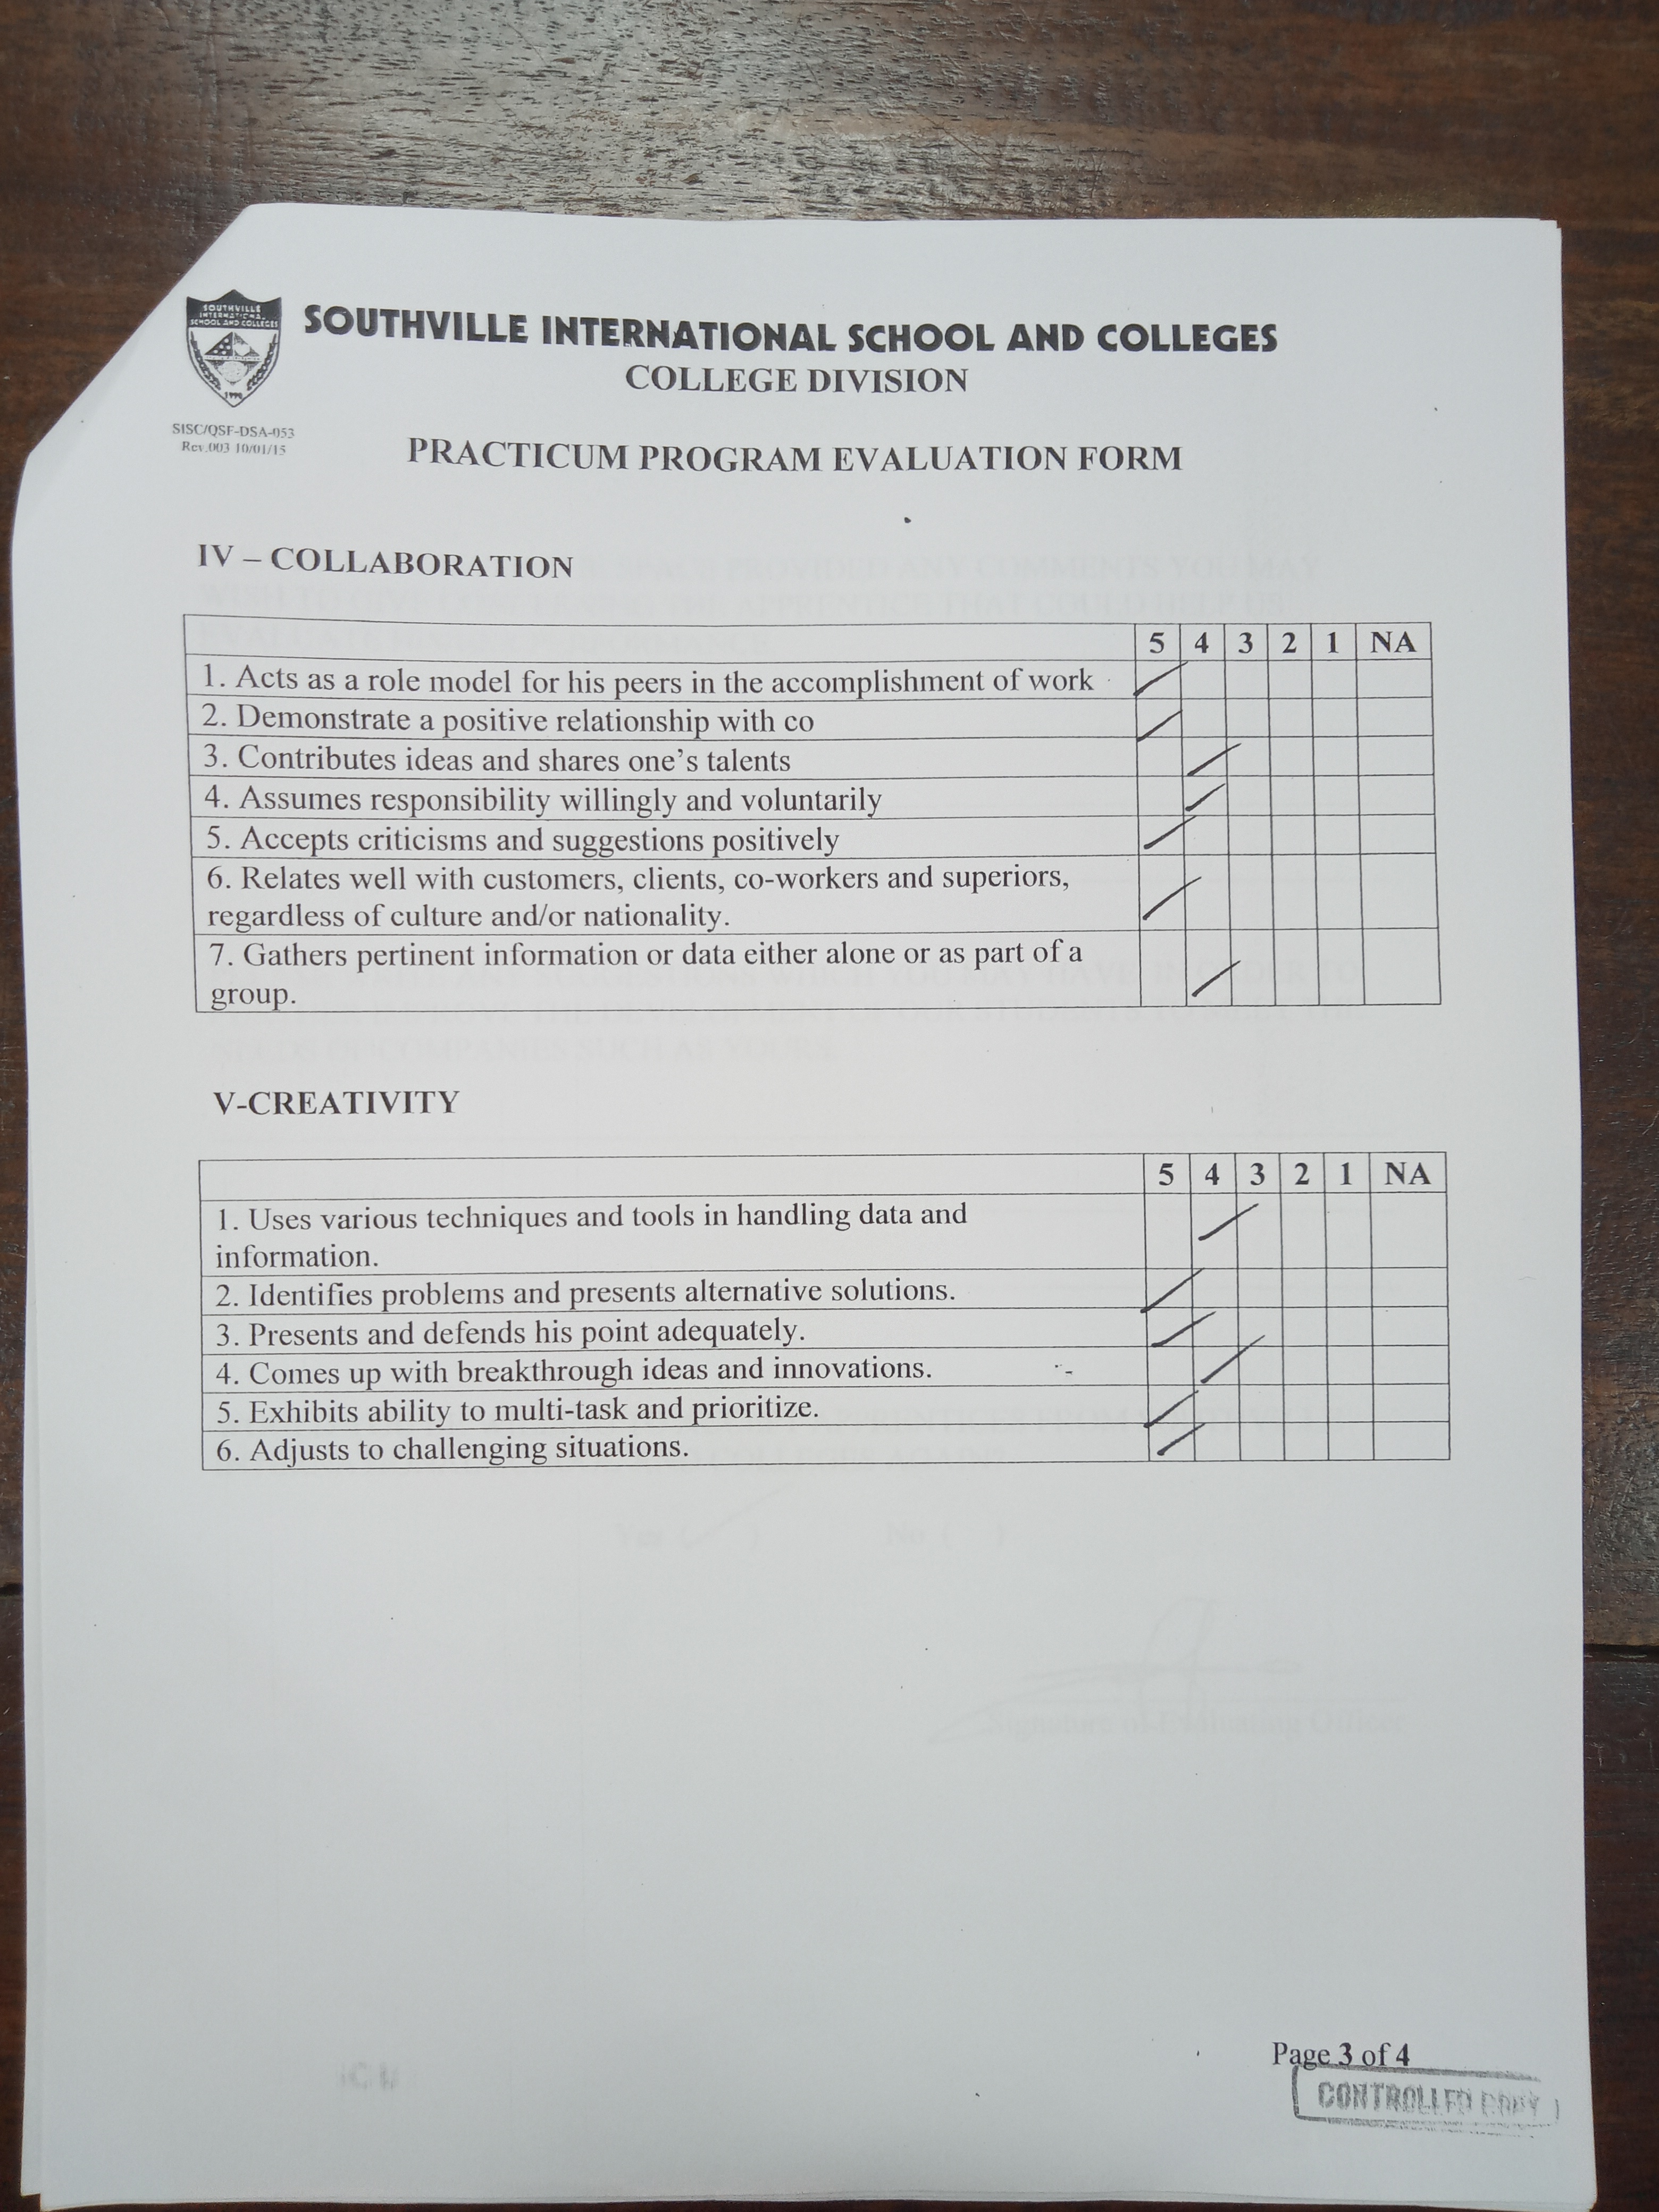 SOUTHVILLE
INTERNATIONAL
SCHOOL AND COLLEGES
1990
SOUTHVILLE INTERNATIONAL SCHOOL AND COLLEGES
COLLEGE DIVISION
SISC/QSF-DSA-053
Rev.003 10/01/15
PRACTICUM PROGRAM EVALUATION FORM
IV – COLLABORATION
5 4 3 2 1 NA
1. Acts as a role model for his peers in the accomplishment of work
2. Demonstrate a positive relationship with co
3. Contributes ideas and shares one's talents
4. Assumes responsibility willingly and voluntarily
5. Accepts criticisms and suggestions positively
6. Relates well with customers, clients, co-workers and superiors,
regardless of culture and/or nationality.
7. Gathers pertinent information or data either alone or as part of a
group.
V-CREATIVITY
5 4 3 2 1 NA
1. Uses various techniques and tools in handling data and
information.
2. Identifies problems and presents alternative solutions.
3. Presents and defends his point adequately.
4. Comes up with breakthrough ideas and innovations.
5. Exhibits ability to multi-task and prioritize.
6. Adjusts to challenging situations.
Yes ( ) No ( )
Signature of Evaluating Officer
Page 3 of 4
CONTROLLED COPY